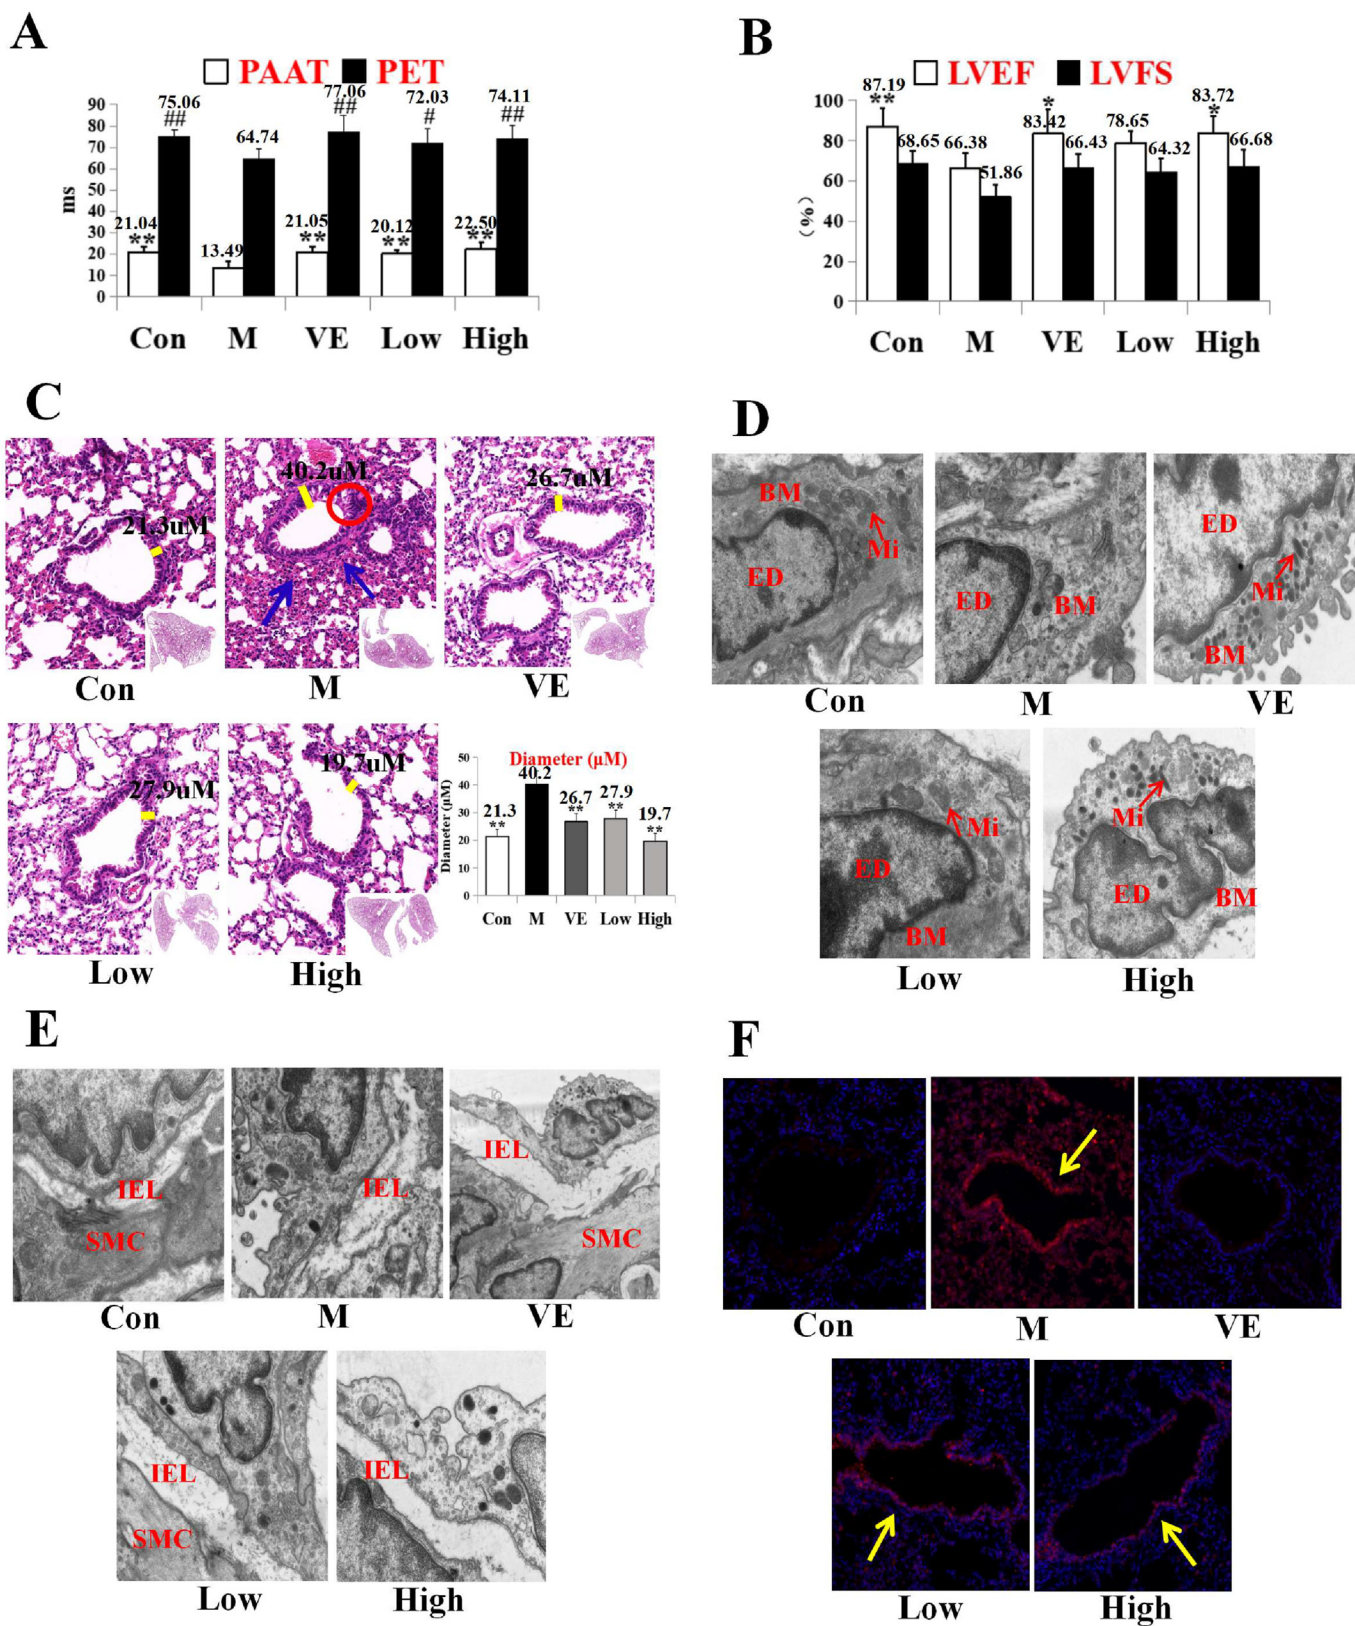 A
PAAT PET
ms
90
80
70
60
50
40
30
20
10
0
75.06
##
64.74
77.06
##
72.03
#
74.11
##
21.04
**
13.49
21.05
**
20.12
**
22.50
**
Con M VE Low High
B
LVEF LVFS
(%)
100
80
60
40
20
0
87.19
**
68.65
66.38
51.86
*
83.42
66.43
78.65
64.32
83.72
*
66.68
Con M VE Low High
C
21.3uM
40.2uM
26.7uM
Con M VE
27.9uM
19.7uM
Low High
Diameter (μM)
Diameter (μM)
50
40
30
20
10
0
21.3
**
40.2
26.7
**
27.9
**
19.7
**
Con M VE Low High
D
BM
Mi
ED
ED
BM
ED
Mi
BM
Con M VE
Mi
ED
BM
Mi
ED
BM
Low High
E
IEL
SMC
IEL
IEL
SMC
Con M VE
IEL
SMC
IEL
Low High
F
Con M VE
Low High